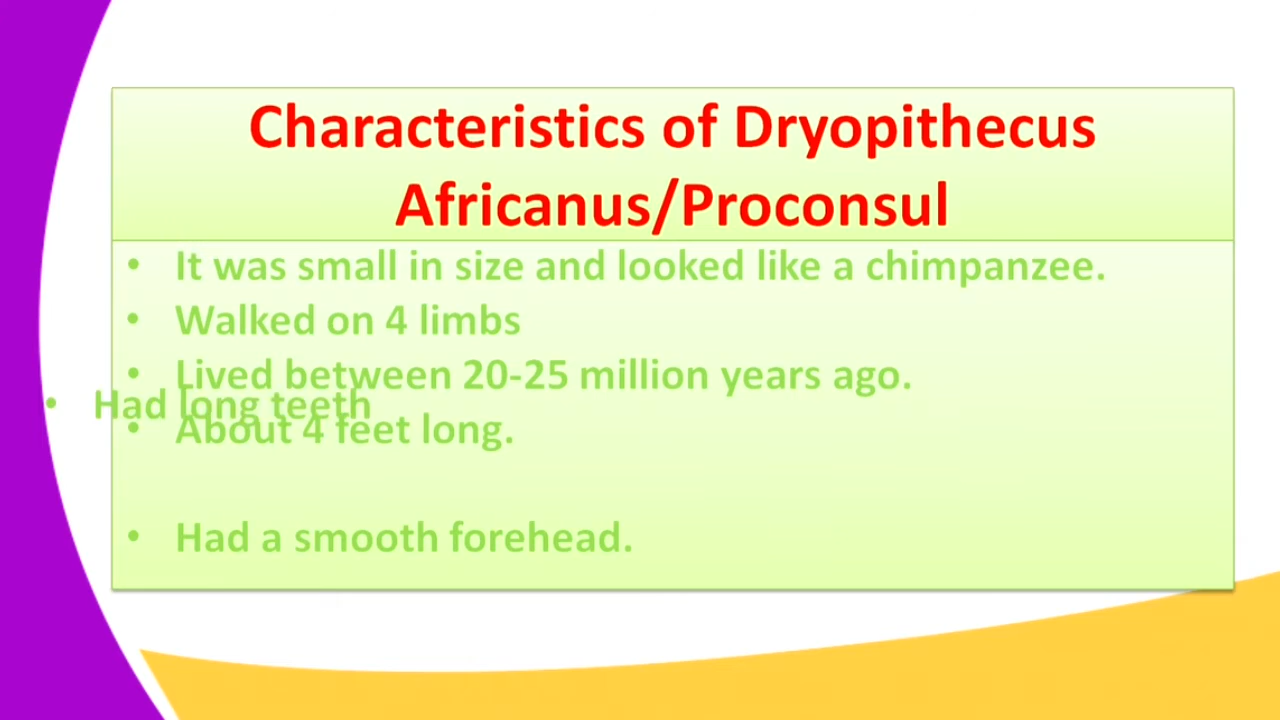 Characteristics of Dryopithecus
Africanus/Proconsul
• It was small in size and looked like a chimpanzee.
• Walked on 4 limbs
• Lived between 20-25 million years ago.
• Had long teeth
• About 4 feet long.
• Had a smooth forehead.